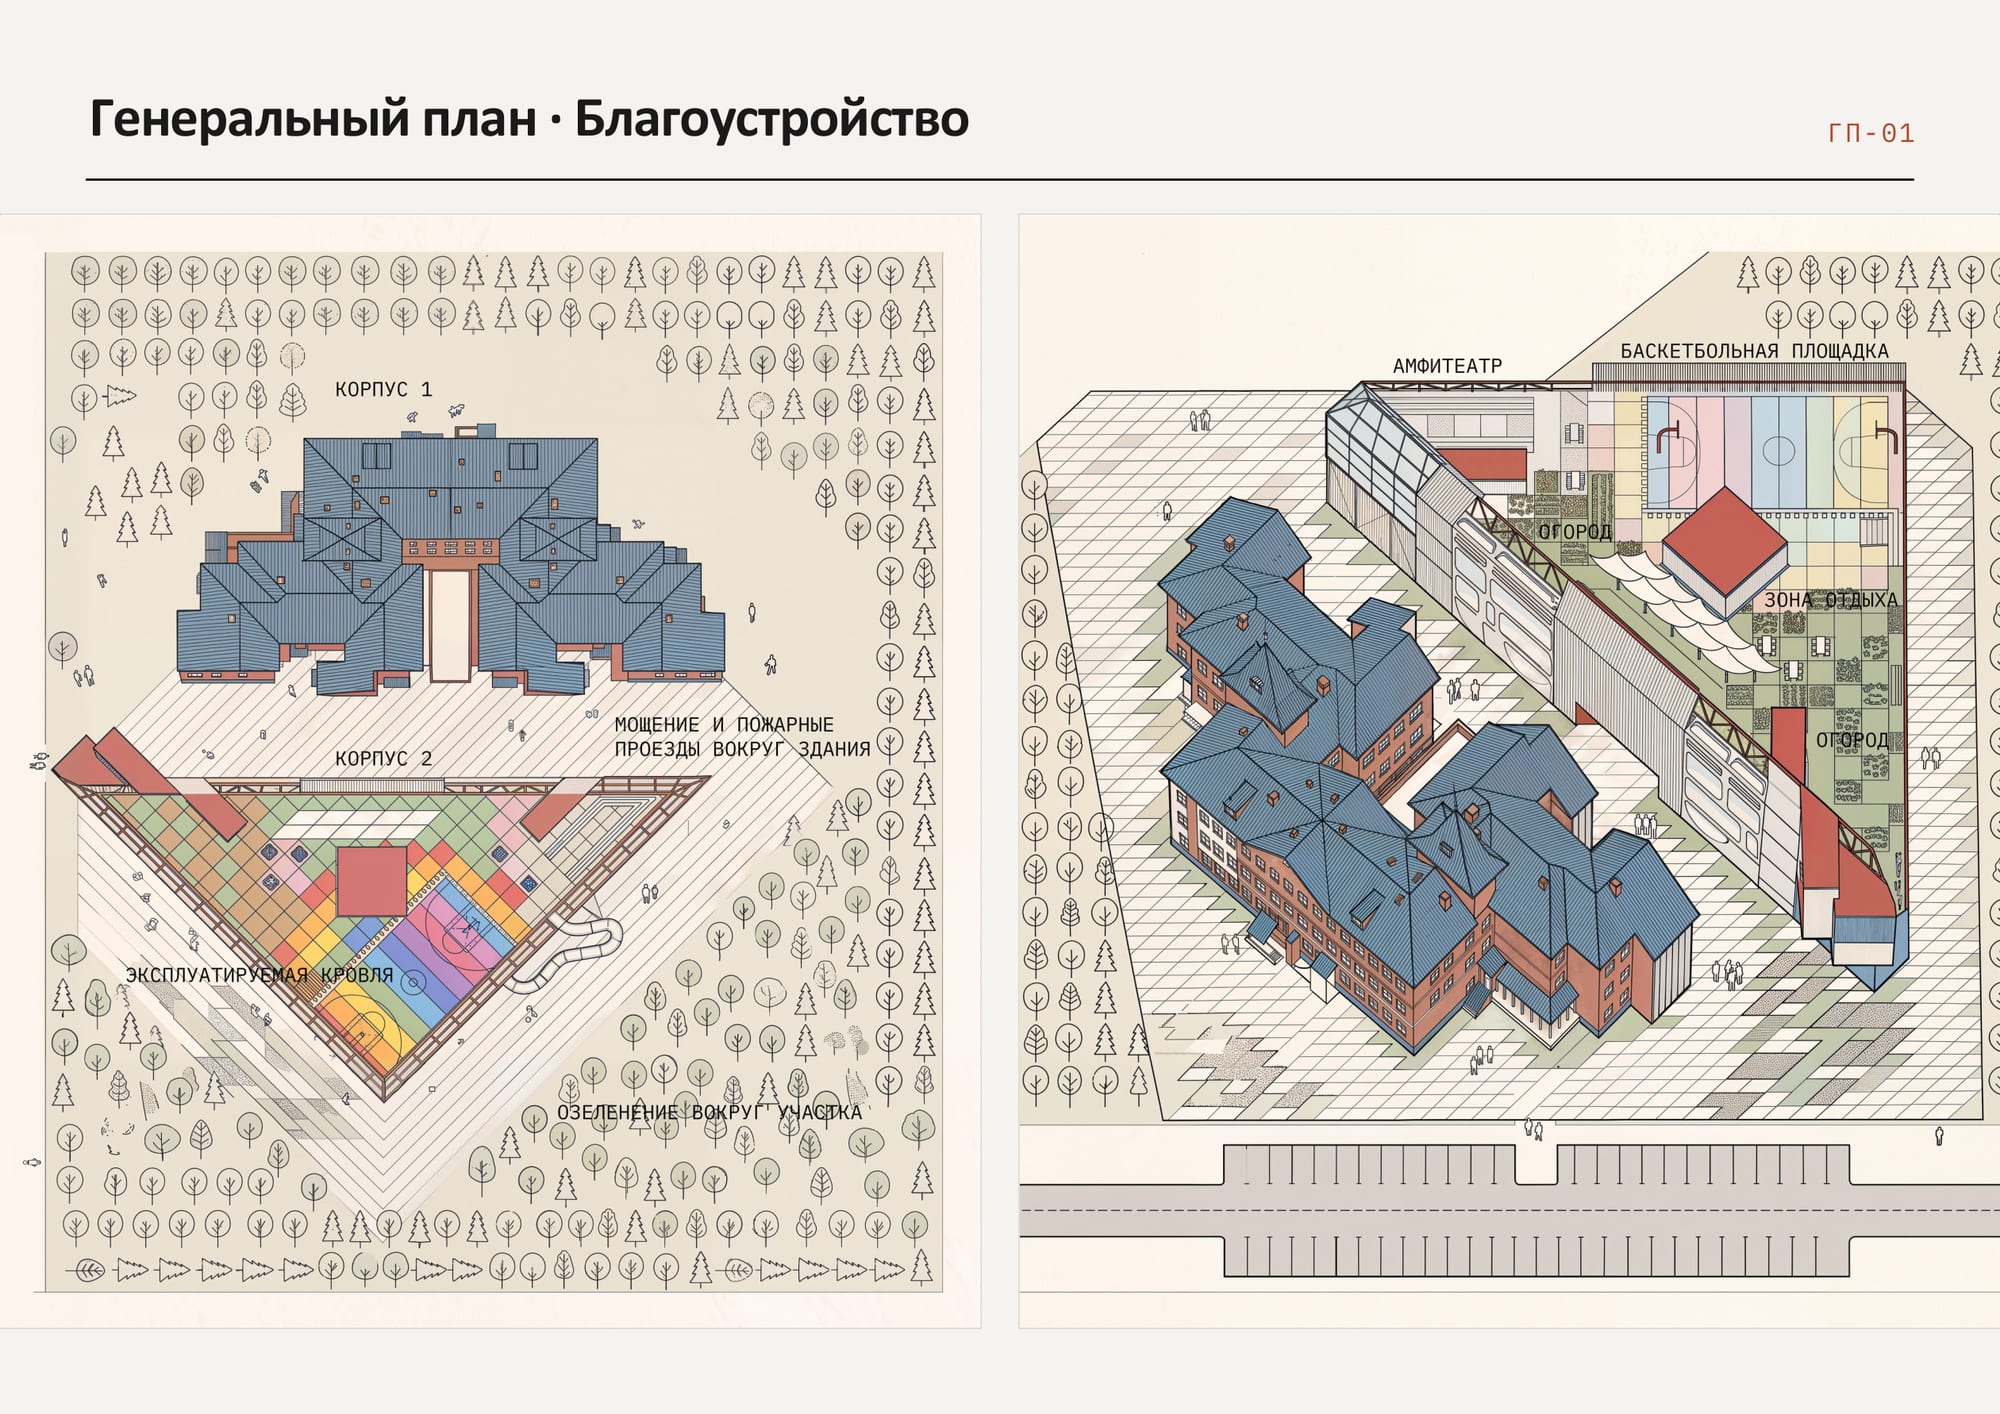 Генеральный план · Благоустройство
ГП-01
КОРПУС 1
МОЩЕНИЕ И ПОЖАРНЫЕ
ПРОЕЗДЫ ВОКРУГ ЗДАНИЯ
КОРПУС 2
ЭКСПЛУАТИРУЕМАЯ КРОВЛЯ
ОЗЕЛЕНЕНИЕ ВОКРУГ УЧАСТКА
БАСКЕТБОЛЬНАЯ ПЛОЩАДКА
АМФИТЕАТР
ОГОРОД
ЗОНА ОТДЫХА
ОГОРОД